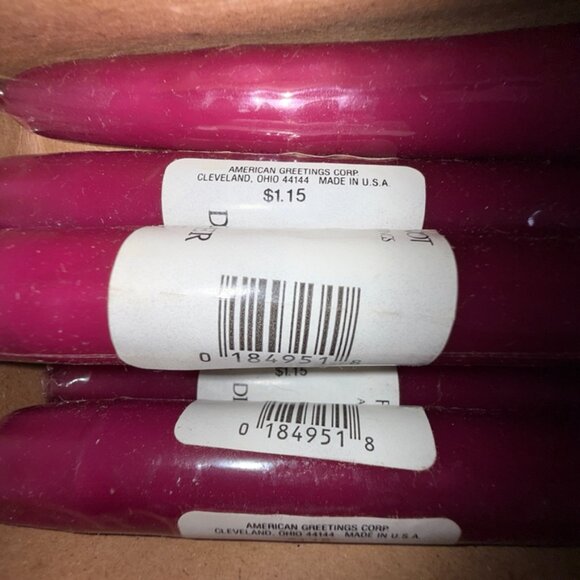 AMERICAN GREETINGS CORP.
CLEVELAND, OHIO 44144 MADE IN U.S.A.
$1.15
0 184951 8
$1.15
0 184951 8
AMERICAN GREETINGS CORP.
CLEVELAND, OHIO 44144 MADE IN U.S.A.